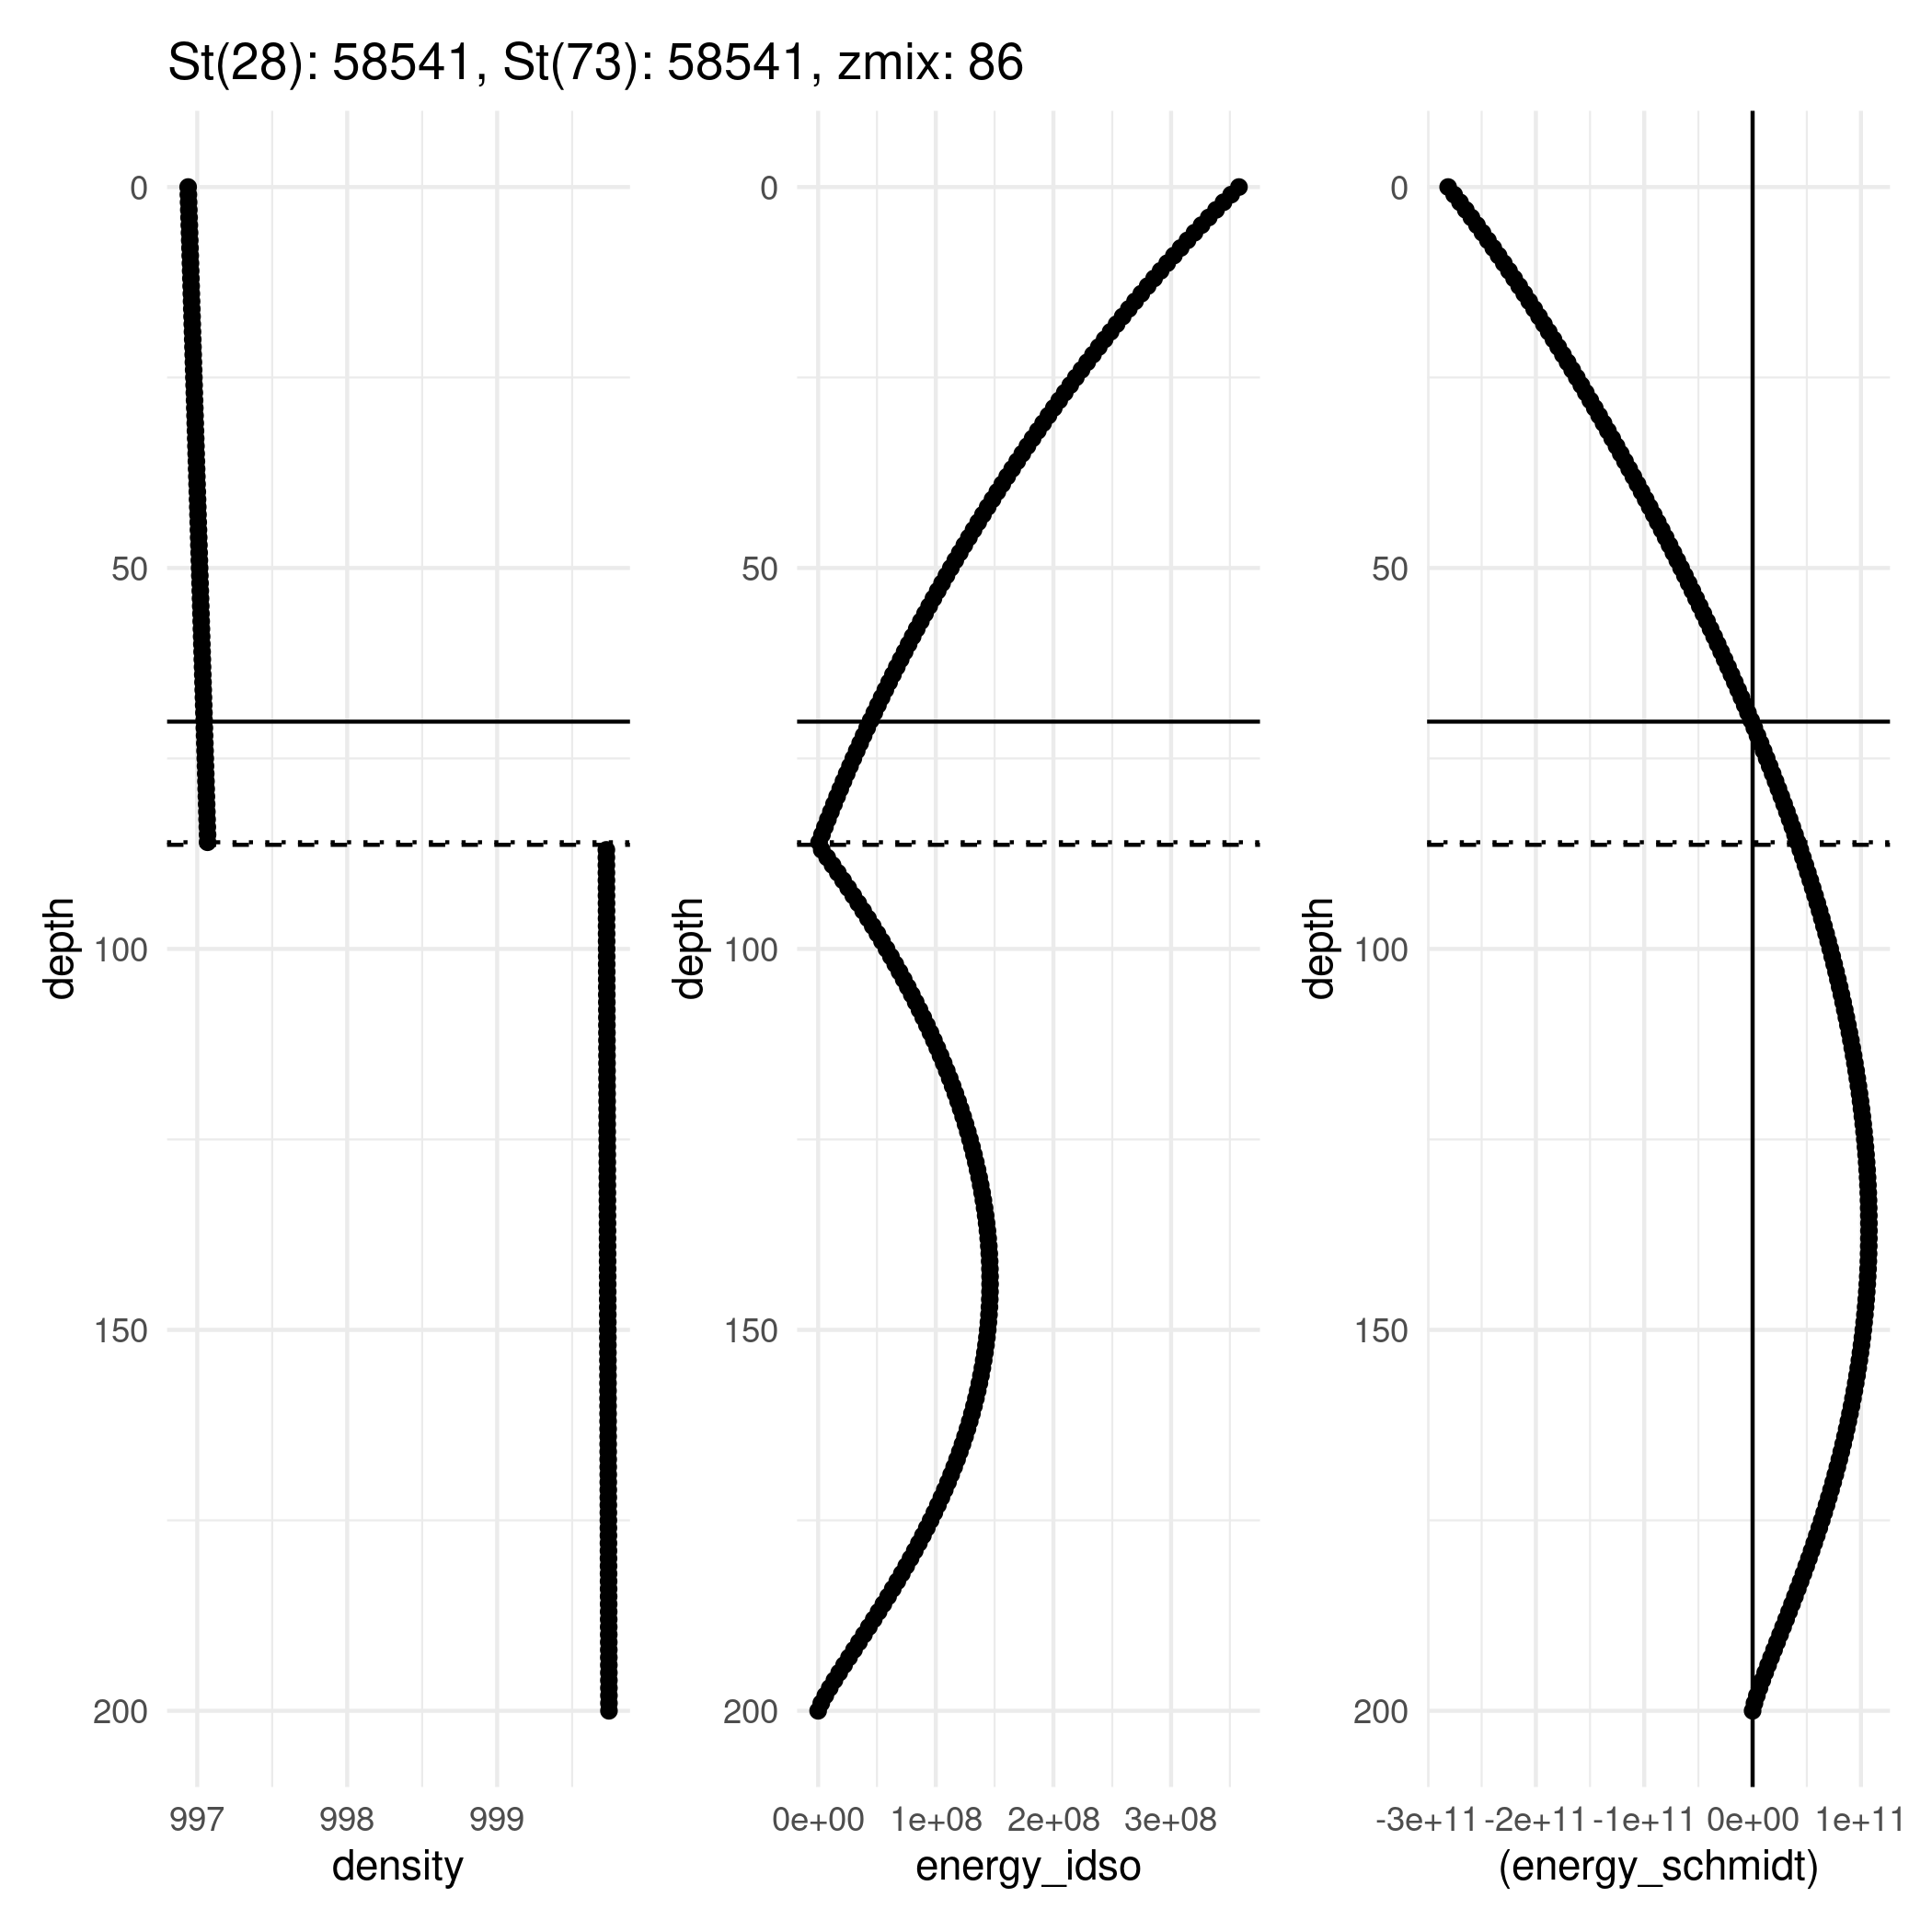 St(28): 58541, St(73): 58541, zmix: 86
0
50
100
150
200
depth
997
998
999
density
0
50
100
150
200
depth
0e+00
1e+08
2e+08
3e+08
energy_idso
0
50
100
150
200
depth
-3e+11
-2e+11
-1e+11
0e+00
1e+11
(energy_schmidt)